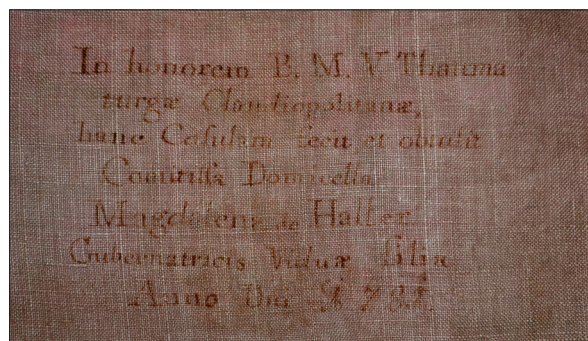 In honorem B. M. V. Thauma
turgæ Claudiopolitanæ,
hanc Casulam fecit et obtulit
Comitissa Domicella
Magdalena de Haller
Gubernatricis Viduæ filia
Anno Dni